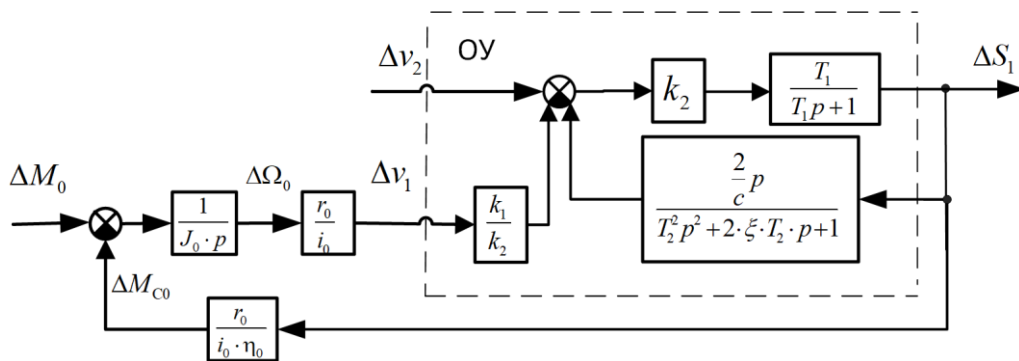 Δv₂
ОУ
k₂
T₁
T₁p+1
ΔS₁
2
c
p
T₂²p²+2·ξ·T₂·p+1
ΔM₀
1
J₀·p
ΔΩ₀
r₀
i₀
Δv₁
k₁
k₂
ΔM_C0
r₀
i₀·η₀